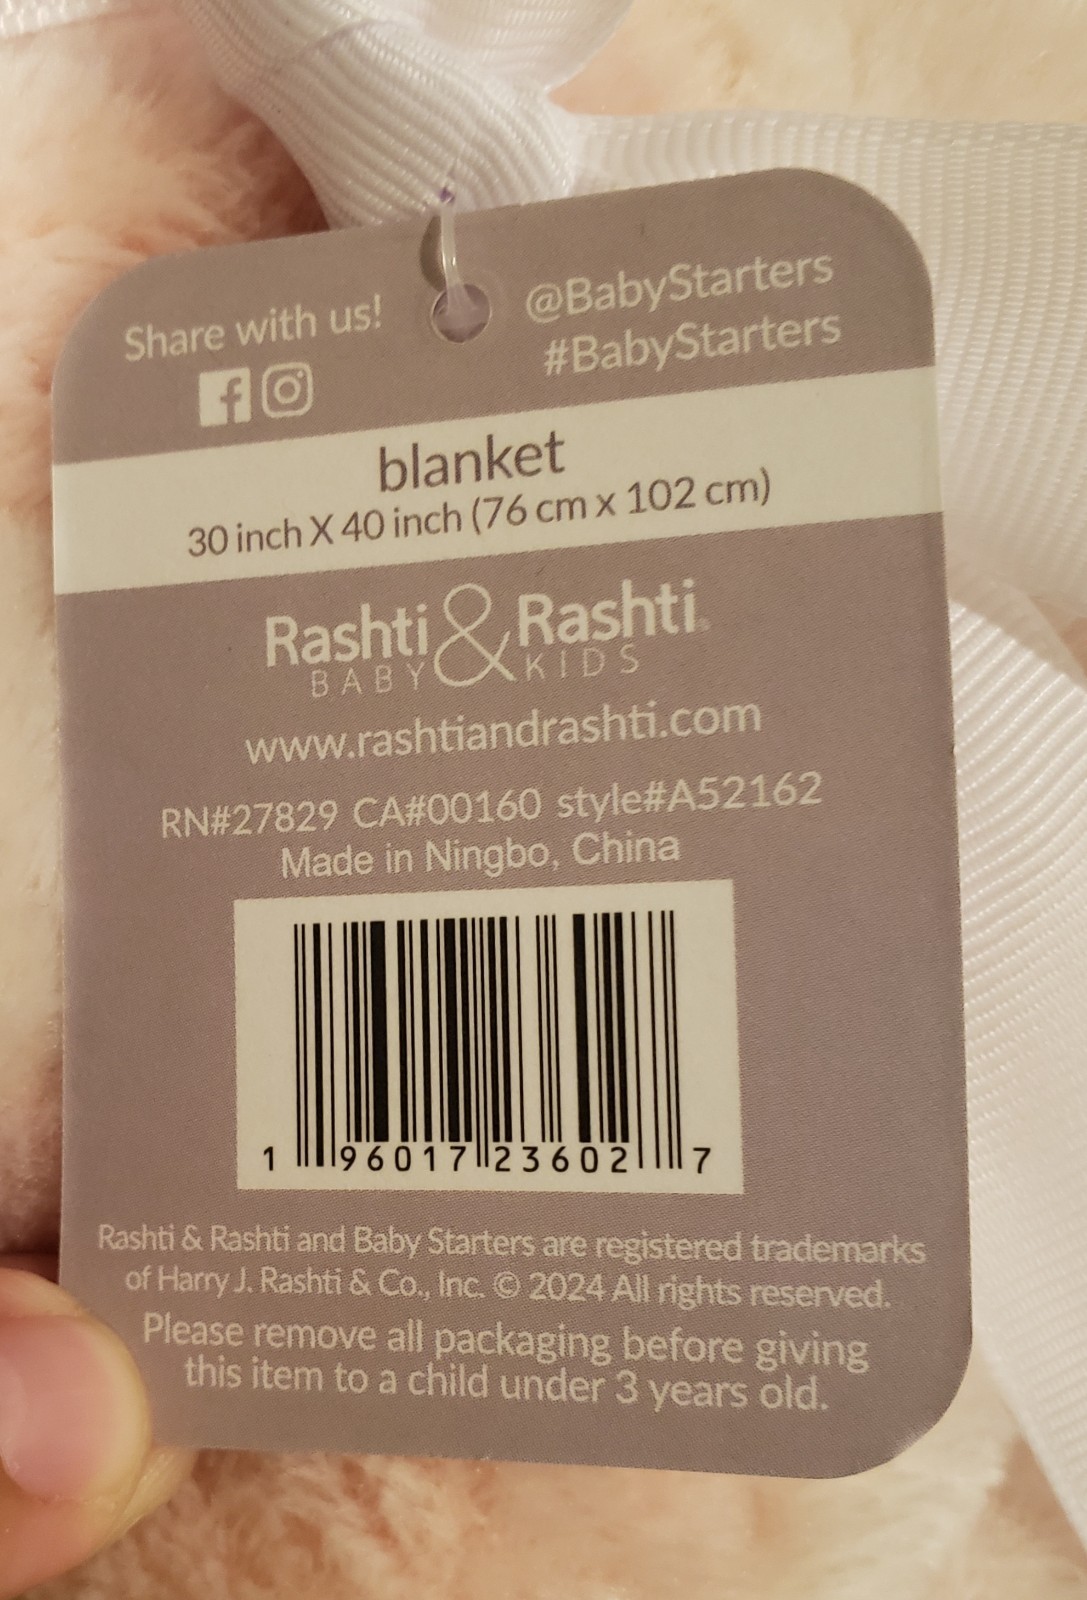 Share with us!
@BabyStarters
#BabyStarters
blanket
30 inch X 40 inch (76 cm x 102 cm)
Rashti & Rashti
BABY KIDS
www.rashtiandrashti.com
RN#27829 CA#00160 style#A52162
Made in Ningbo, China
1 96017 23602 7
Rashti & Rashti and Baby Starters are registered trademarks
of Harry J. Rashti & Co., Inc. © 2024 All rights reserved.
Please remove all packaging before giving
this item to a child under 3 years old.